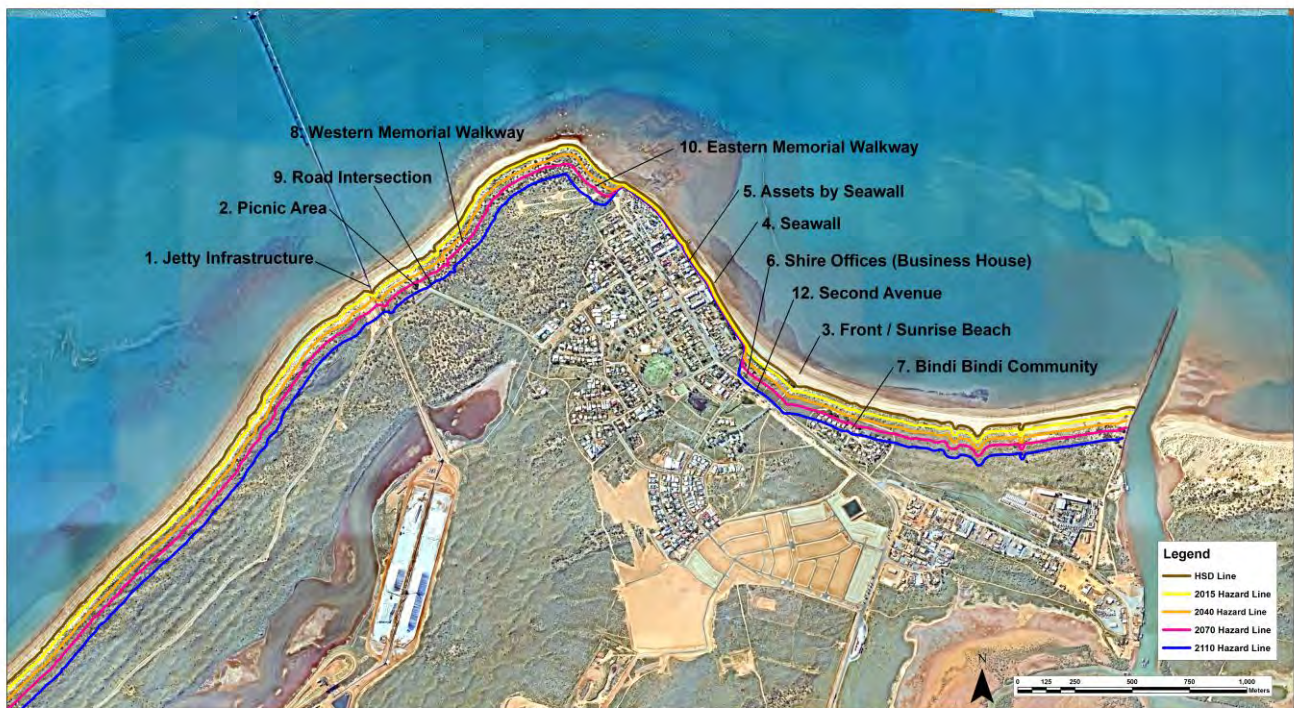 8. Western Memorial Walkway
10. Eastern Memorial Walkway
9. Road Intersection
5. Assets by Seawall
2. Picnic Area
4. Seawall
1. Jetty Infrastructure
6. Shire Offices (Business House)
12. Second Avenue
3. Front / Sunrise Beach
7. Bindi Bindi Community
Legend
HSD Line
2015 Hazard Line
2040 Hazard Line
2070 Hazard Line
2110 Hazard Line
N
0 125 250 500 750 1,000
Meters